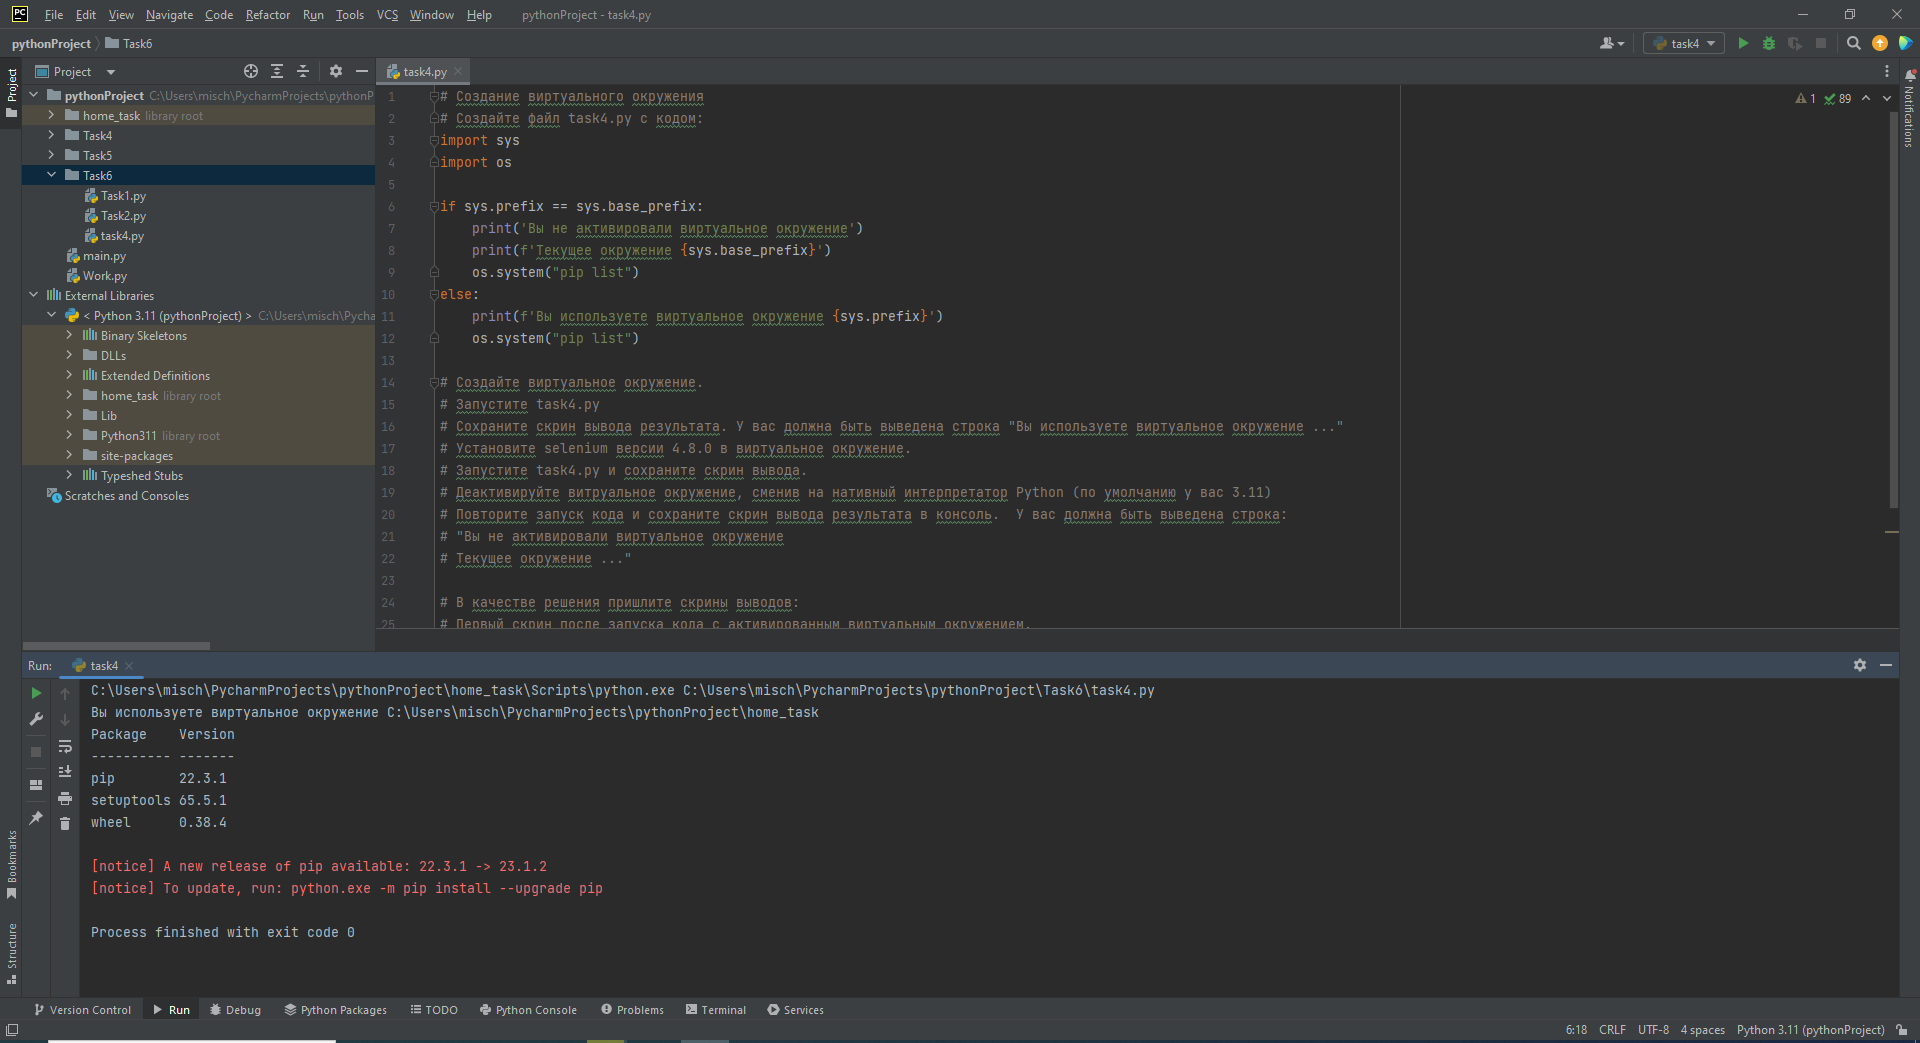 PC File Edit View Navigate Code Refactor Run Tools VCS Window Help pythonProject - task4.py
pythonProject Task6 task4
Project
Project
task4.py
pythonProject C:\Users\misch\PycharmProjects\pythonP
home_task library root
Task4
Task5
Task6
Task1.py
Task2.py
task4.py
main.py
Work.py
External Libraries
< Python 3.11 (pythonProject) > C:\Users\misch\Pycha
Binary Skeletons
DLLs
Extended Definitions
home_task library root
Lib
Python311 library root
site-packages
Typeshed Stubs
Scratches and Consoles
1 89
Notifications
1 # Создание виртуального окружения
2 # Создайте файл task4.py с кодом:
3 import sys
4 import os
5
6 if sys.prefix == sys.base_prefix:
7 print('Вы не активировали виртуальное окружение')
8 print(f'Текущее окружение {sys.base_prefix}')
9 os.system("pip list")
10 else:
11 print(f'Вы используете виртуальное окружение {sys.prefix}')
12 os.system("pip list")
13
14 # Создайте виртуальное окружение.
15 # Запустите task4.py
16 # Сохраните скрин вывода результата. У вас должна быть выведена строка "Вы используете виртуальное окружение ..."
17 # Установите selenium версии 4.8.0 в виртуальное окружение.
18 # Запустите task4.py и сохраните скрин вывода.
19 # Деактивируйте витруальное окружение, сменив на нативный интерпретатор Python (по умолчанию у вас 3.11)
20 # Повторите запуск кода и сохраните скрин вывода результата в консоль.  У вас должна быть выведена строка:
21 # "Вы не активировали виртуальное окружение
22 # Текущее окружение ..."
23
24 # В качестве решения пришлите скрины выводов:
25 # Первый скрин после запуска кода с активированным виртуальным окружением.
Run: task4
C:\Users\misch\PycharmProjects\pythonProject\home_task\Scripts\python.exe C:\Users\misch\PycharmProjects\pythonProject\Task6\task4.py
Вы используете виртуальное окружение C:\Users\misch\PycharmProjects\pythonProject\home_task
Package    Version
---------- -------
pip        22.3.1
setuptools 65.5.1
wheel      0.38.4
[notice] A new release of pip available: 22.3.1 -> 23.1.2
[notice] To update, run: python.exe -m pip install --upgrade pip
Process finished with exit code 0
Bookmarks
Structure
Version Control Run Debug Python Packages TODO Python Console Problems Terminal Services
6:18 CRLF UTF-8 4 spaces Python 3.11 (pythonProject)